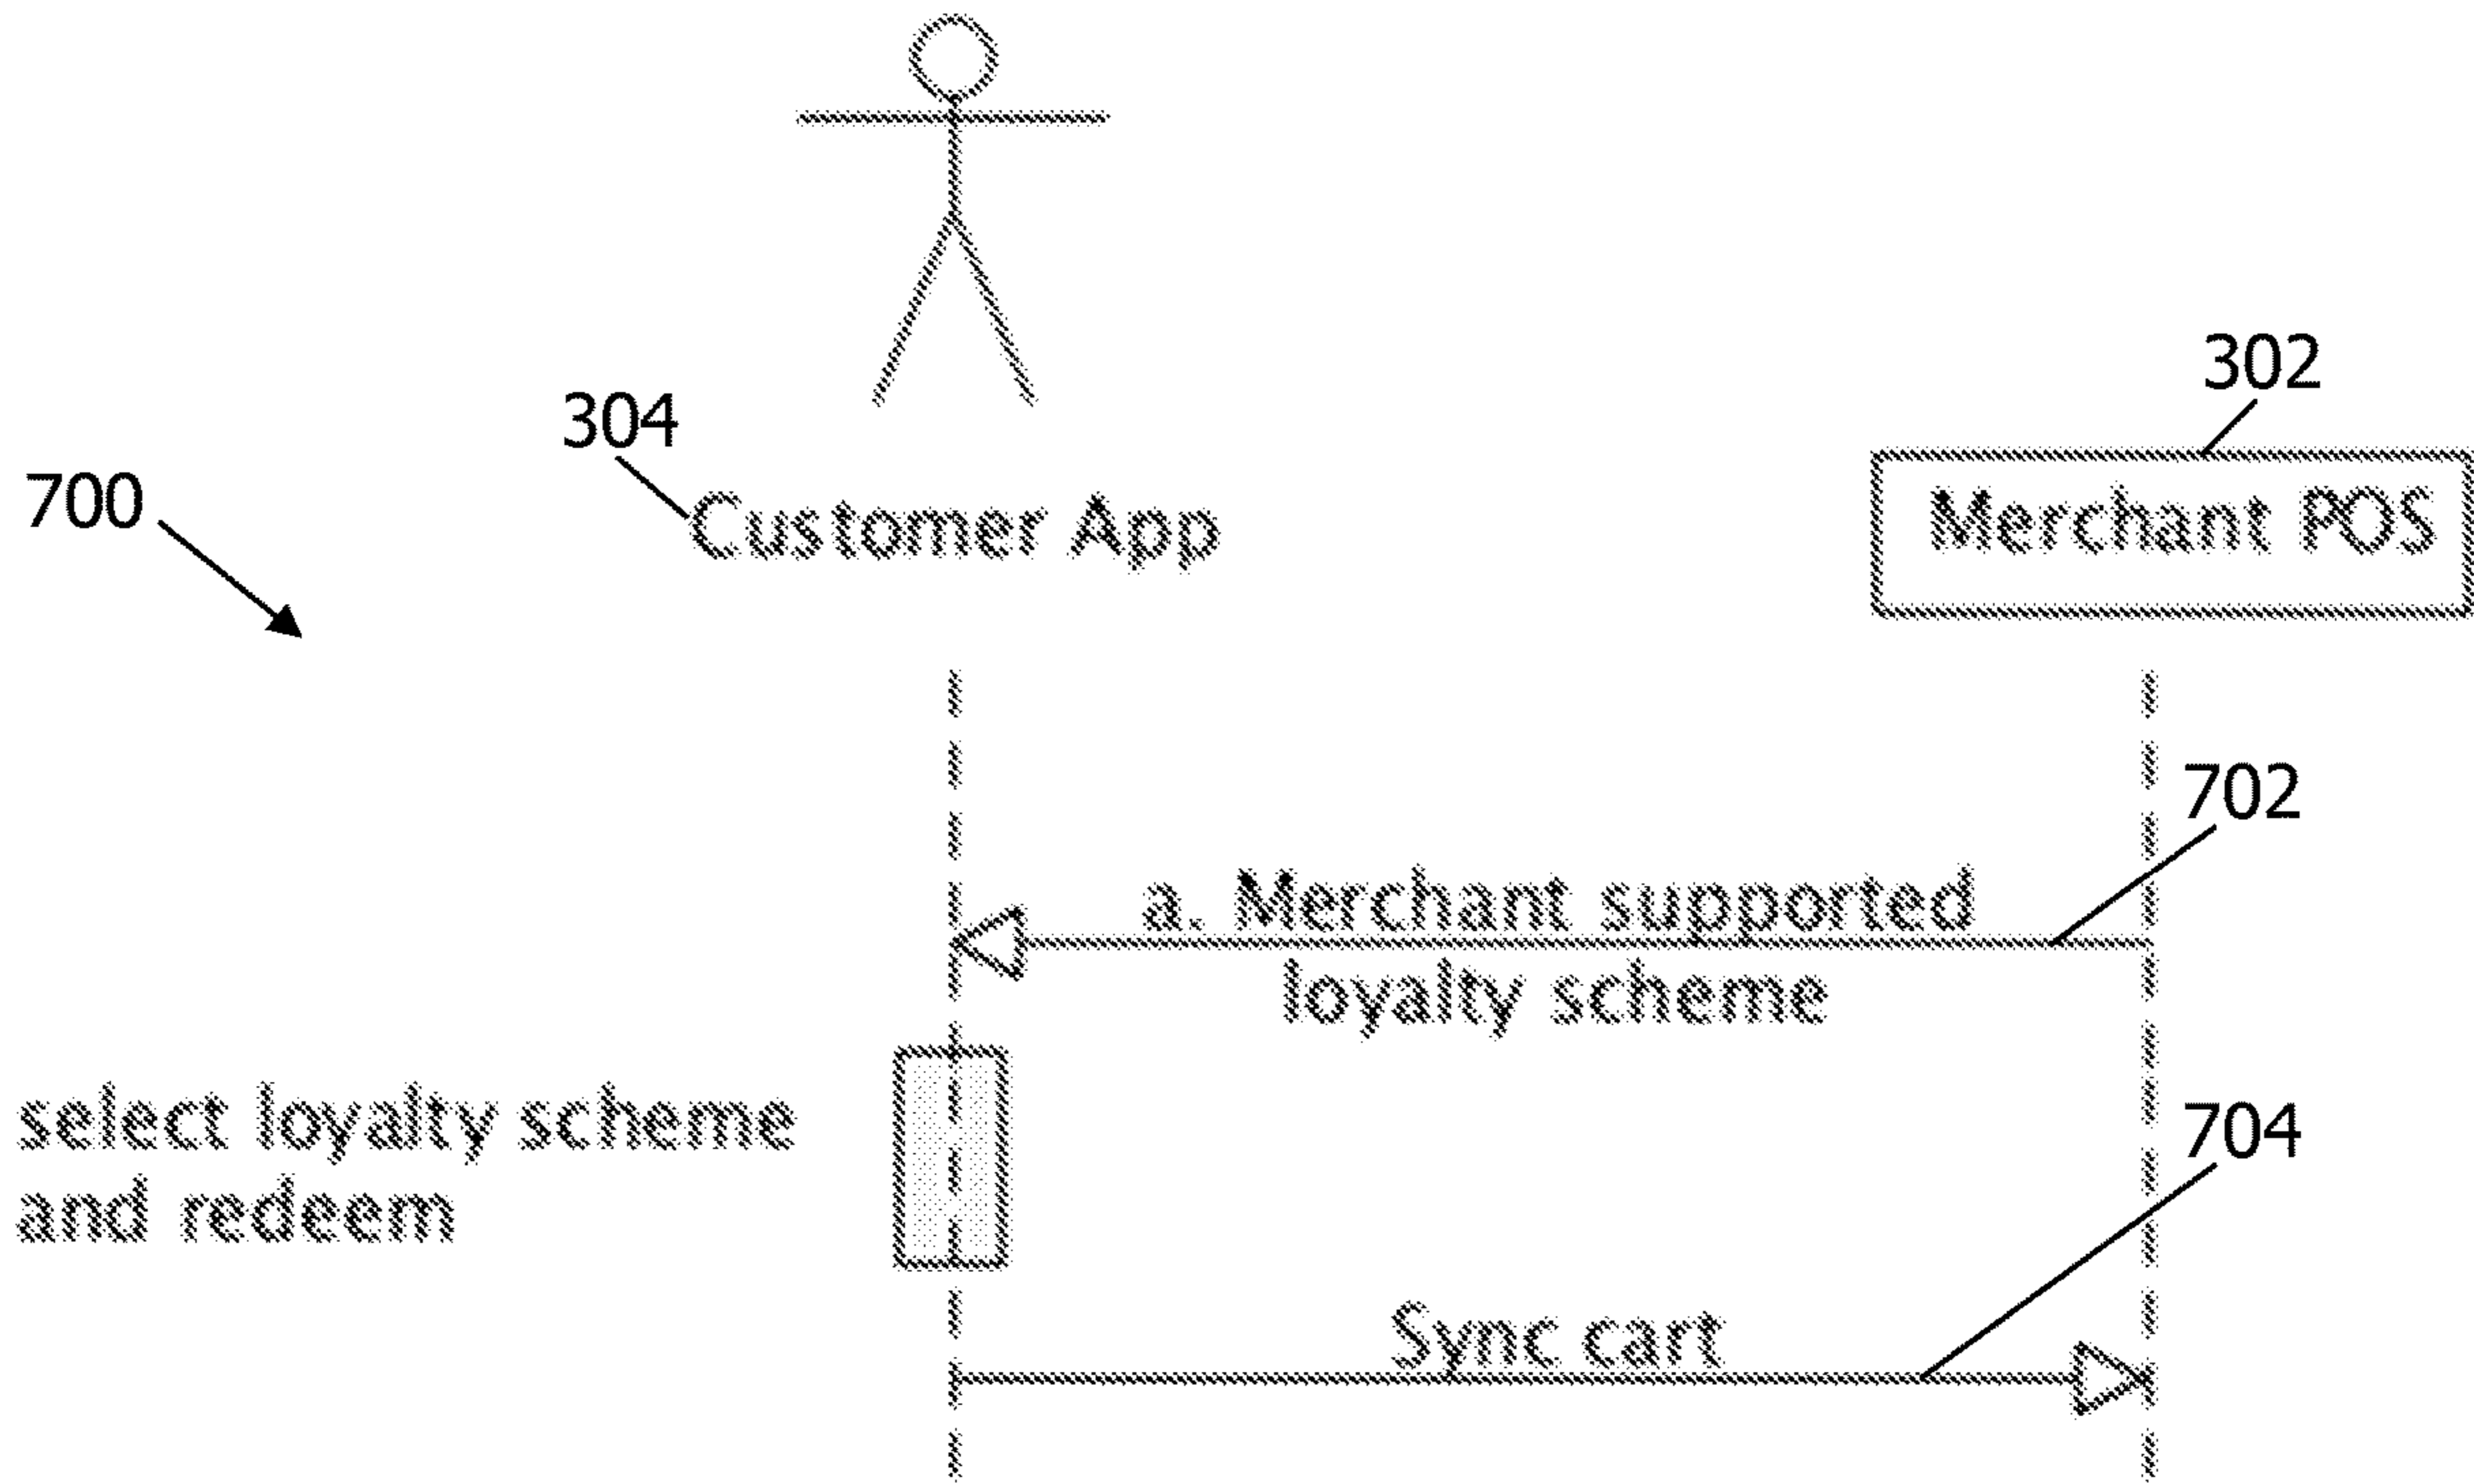 302
304
700
Customer App
Merchant POS
702
a. Merchant supported
loyalty scheme
select loyalty scheme
and redeem
704
Sync cart